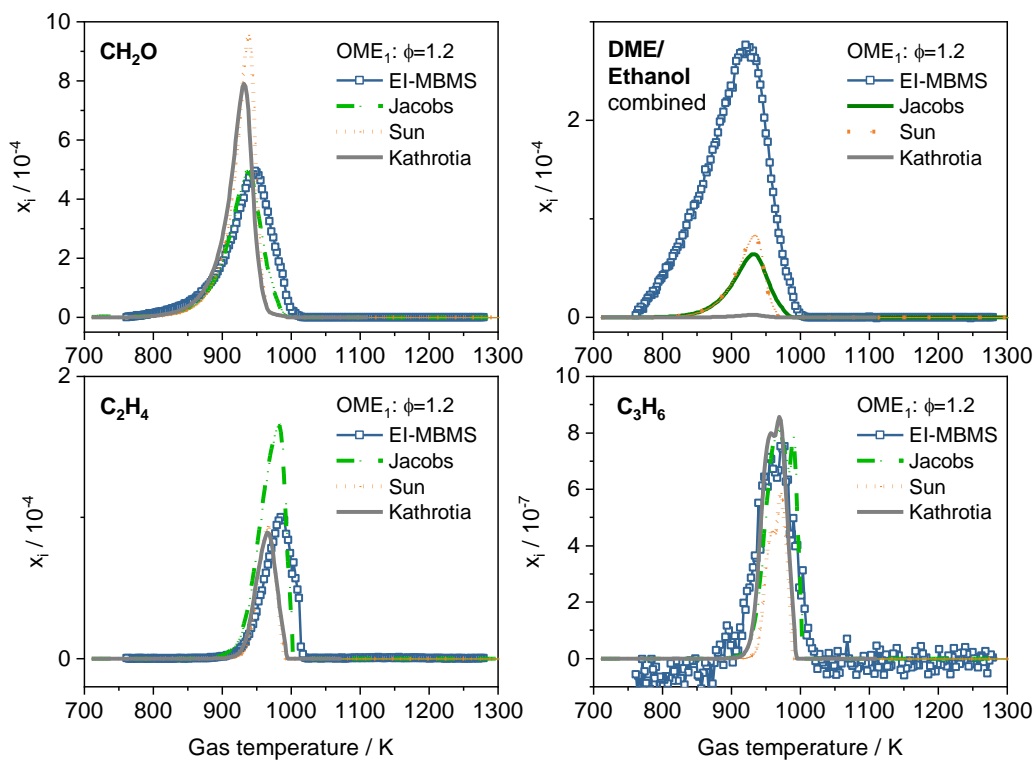 CH₂O
OME₁: ϕ=1.2
EI-MBMS
Jacobs
Sun
Kathrotia
xᵢ / 10⁻⁴
10
8
6
4
2
0
700 800 900 1000 1100 1200 1300
DME/
Ethanol
combined
OME₁: ϕ=1.2
EI-MBMS
Jacobs
Sun
Kathrotia
xᵢ / 10⁻⁴
2
0
700 800 900 1000 1100 1200 1300
C₂H₄
OME₁: ϕ=1.2
EI-MBMS
Jacobs
Sun
Kathrotia
xᵢ / 10⁻⁴
2
1
0
700 800 900 1000 1100 1200 1300
Gas temperature / K
C₃H₆
OME₁: ϕ=1.2
EI-MBMS
Jacobs
Sun
Kathrotia
xᵢ / 10⁻⁷
10
8
6
4
2
0
700 800 900 1000 1100 1200 1300
Gas temperature / K